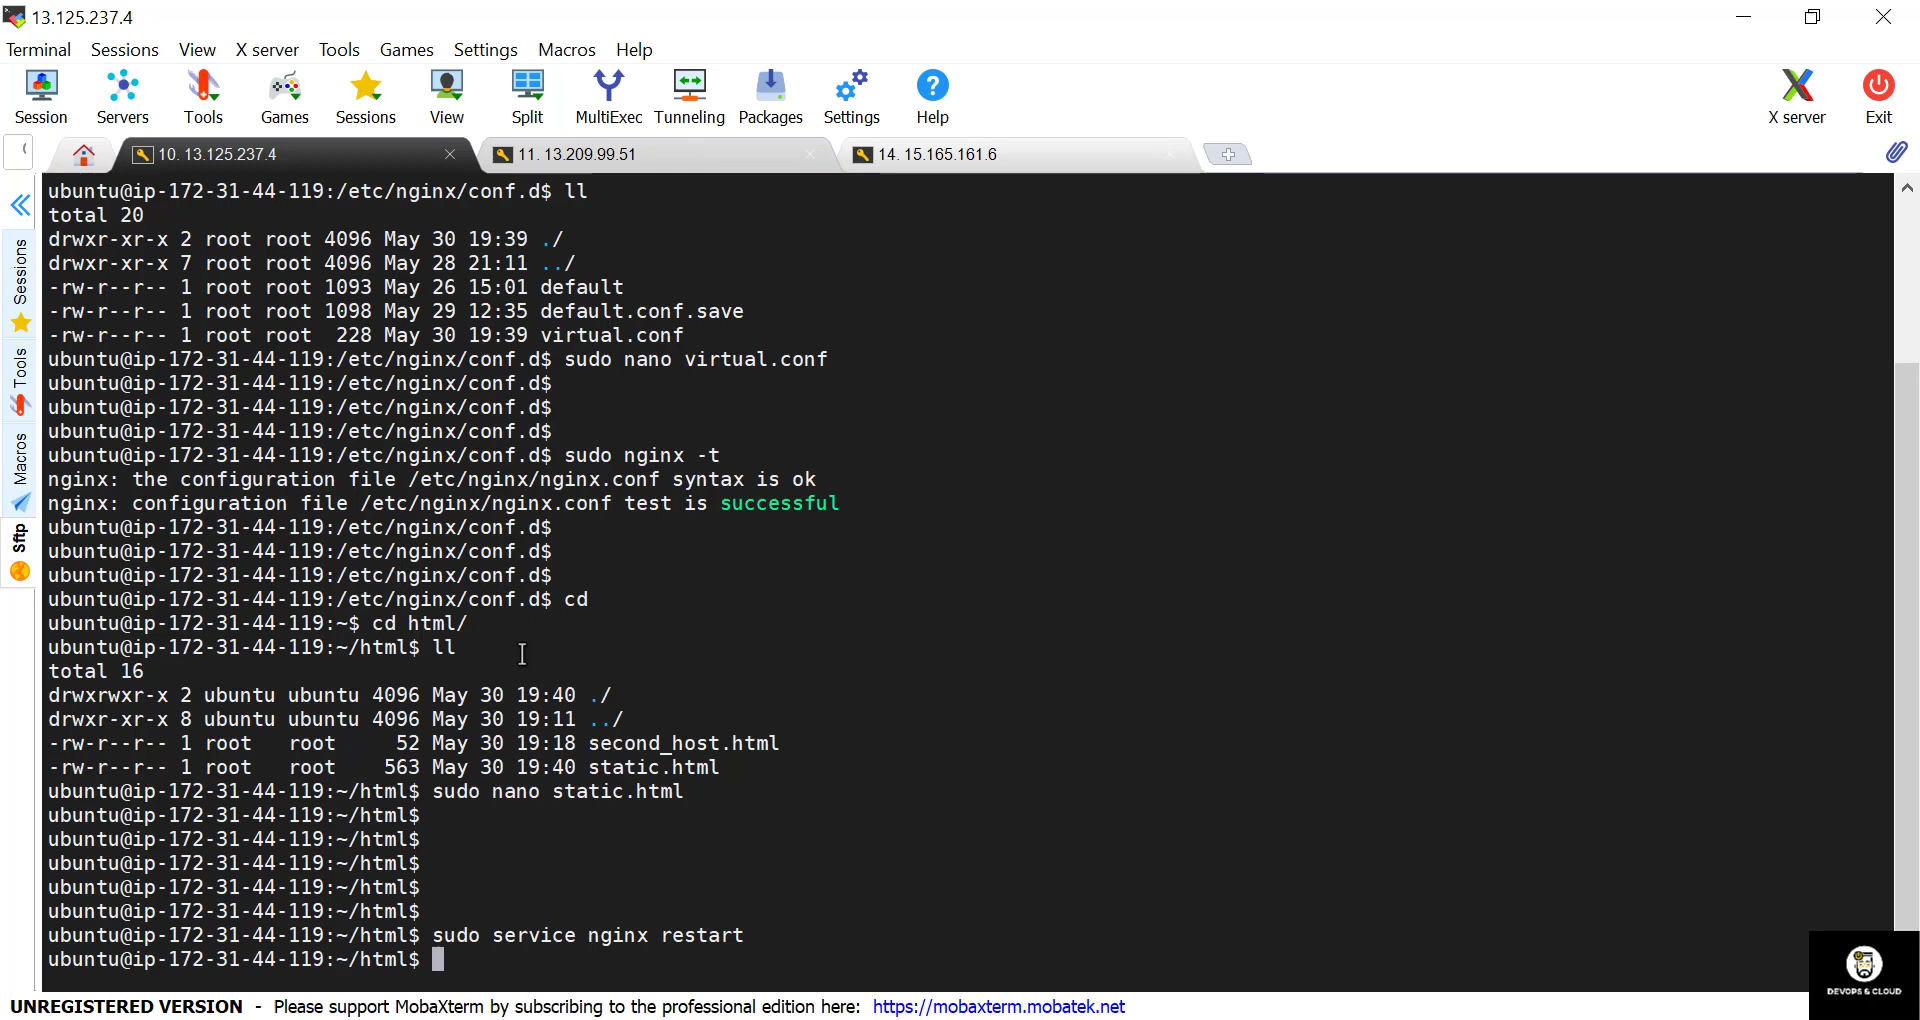 13.125.237.4
Terminal Sessions View X server Tools Games Settings Macros Help
Session Servers Tools Games Sessions View Split MultiExec Tunneling Packages Settings Help X server Exit
10. 13.125.237.4 11. 13.209.99.51 14. 15.165.161.6
Sessions
Tools
Macros
Sftp
ubuntu@ip-172-31-44-119:/etc/nginx/conf.d$ ll
total 20
drwxr-xr-x 2 root root 4096 May 30 19:39 ./
drwxr-xr-x 7 root root 4096 May 28 21:11 ../
-rw-r--r-- 1 root root 1093 May 26 15:01 default
-rw-r--r-- 1 root root 1098 May 29 12:35 default.conf.save
-rw-r--r-- 1 root root  228 May 30 19:39 virtual.conf
ubuntu@ip-172-31-44-119:/etc/nginx/conf.d$ sudo nano virtual.conf
ubuntu@ip-172-31-44-119:/etc/nginx/conf.d$
ubuntu@ip-172-31-44-119:/etc/nginx/conf.d$
ubuntu@ip-172-31-44-119:/etc/nginx/conf.d$
ubuntu@ip-172-31-44-119:/etc/nginx/conf.d$ sudo nginx -t
nginx: the configuration file /etc/nginx/nginx.conf syntax is ok
nginx: configuration file /etc/nginx/nginx.conf test is successful
ubuntu@ip-172-31-44-119:/etc/nginx/conf.d$
ubuntu@ip-172-31-44-119:/etc/nginx/conf.d$
ubuntu@ip-172-31-44-119:/etc/nginx/conf.d$
ubuntu@ip-172-31-44-119:/etc/nginx/conf.d$ cd
ubuntu@ip-172-31-44-119:~$ cd html/
ubuntu@ip-172-31-44-119:~/html$ ll
total 16
drwxrwxr-x 2 ubuntu ubuntu 4096 May 30 19:40 ./
drwxr-xr-x 8 ubuntu ubuntu 4096 May 30 19:11 ../
-rw-r--r-- 1 root   root     52 May 30 19:18 second_host.html
-rw-r--r-- 1 root   root    563 May 30 19:40 static.html
ubuntu@ip-172-31-44-119:~/html$ sudo nano static.html
ubuntu@ip-172-31-44-119:~/html$
ubuntu@ip-172-31-44-119:~/html$
ubuntu@ip-172-31-44-119:~/html$
ubuntu@ip-172-31-44-119:~/html$
ubuntu@ip-172-31-44-119:~/html$
ubuntu@ip-172-31-44-119:~/html$ sudo service nginx restart
ubuntu@ip-172-31-44-119:~/html$
DEVOPS & CLOUD
UNREGISTERED VERSION - Please support MobaXterm by subscribing to the professional edition here: https://mobaxterm.mobatek.net